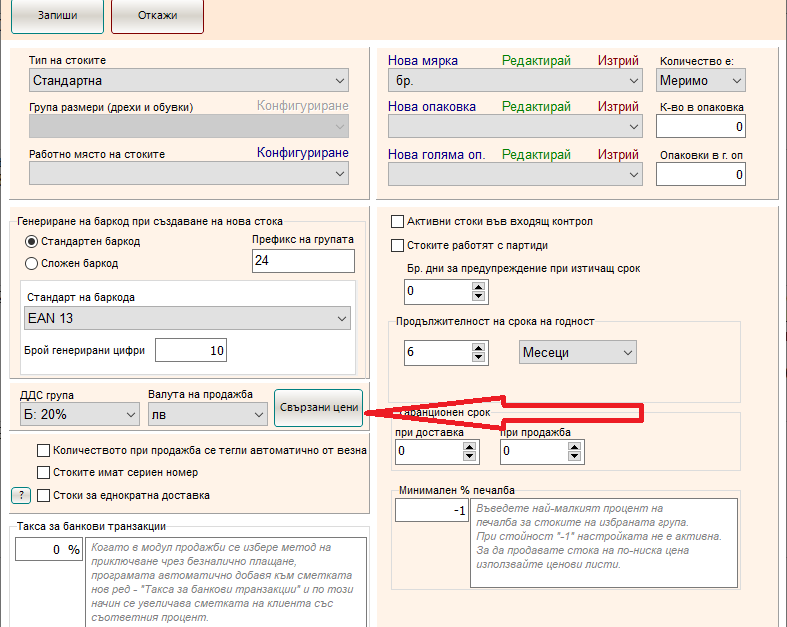 Запиши
Откажи
Тип на стоките
Стандартна
Група размери (дрехи и обувки)
Конфигуриране
Работно място на стоките
Конфигуриране
Нова мярка
Редактирай
Изтрий
Количество е:
бр.
Меримо
Нова опаковка
Редактирай
Изтрий
К-во в опаковка
0
Нова голяма оп.
Редактирай
Изтрий
Опаковки в г. оп
0
Генериране на баркод при създаване на нова стока
Стандартен баркод
Сложен баркод
Префикс на групата
24
Стандарт на баркода
EAN 13
Брой генерирани цифри
10
ДДС група
Б: 20%
Валута на продажба
лв
Свързани цени
Количеството при продажба се тегли автоматично от везна
Стоките имат сериен номер
?
Стоки за еднократна доставка
Такса за банкови транзакции
0 %
Когато в модул продажби се избере метод на
приключване чрез безналично плащане,
програмата автоматично добавя към сметката
нов ред - "Такса за банкови транзакции" и по този
начин се увеличава сметката на клиента със
съответния процент.
Активни стоки във входящ контрол
Стоките работят с партиди
Бр. дни за предупреждение при изтичащ срок
0
Продължителност на срока на годност
6
Месеци
Гаранционен срок
при доставка
0
при продажба
0
Минимален % печалба
-1
Въведете най-малкият процент на
печалба за стоките на избраната група.
При стойност "-1" настройката не е активна.
За да продавате стока на по-ниска цена
използвайте ценови листи.